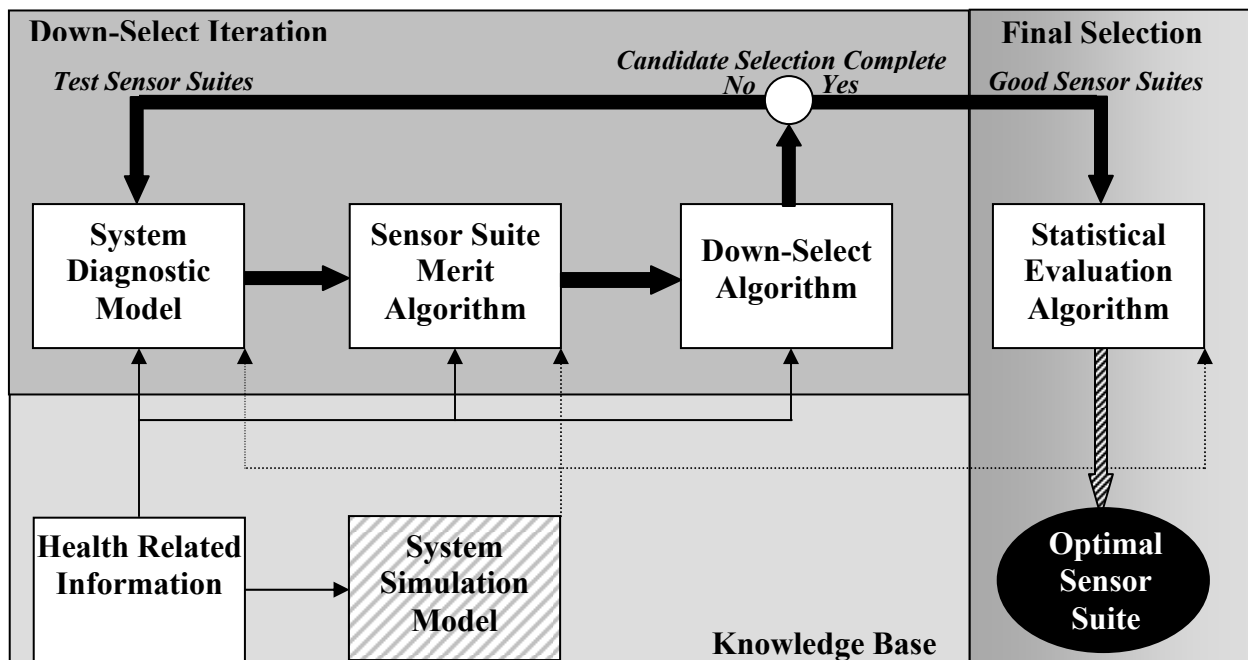 Down-Select Iteration
Final Selection
Candidate Selection Complete
Test Sensor Suites
No
Yes
Good Sensor Suites
System
Diagnostic
Model
Sensor Suite
Merit
Algorithm
Down-Select
Algorithm
Statistical
Evaluation
Algorithm
Health Related
Information
System
Simulation
Model
Optimal
Sensor
Suite
Knowledge Base